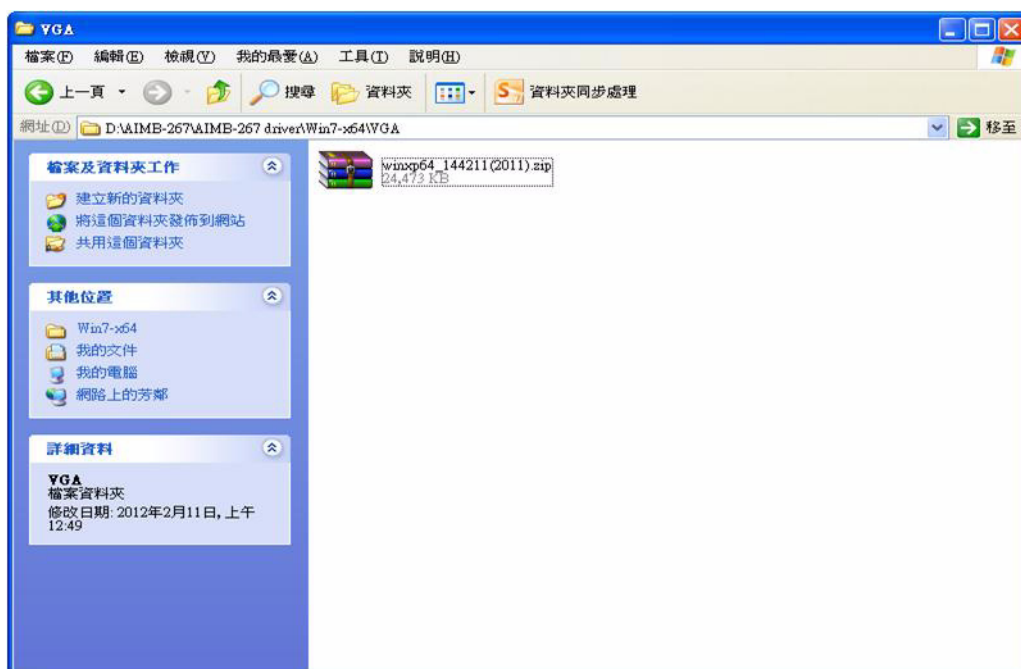 VGA
檔案(F) 編輯(E) 檢視(V) 我的最愛(A) 工具(T) 說明(H)
上一頁 搜尋 資料夾 資料夾同步處理
網址(D) D:\AIMB-267\AIMB-267 driver\Win7-x64\VGA 移至
檔案及資料夾工作
建立新的資料夾
將這個資料夾發佈到網站
共用這個資料夾
其他位置
Win7-x64
我的文件
我的電腦
網路上的芳鄰
詳細資料
VGA
檔案資料夾
修改日期: 2012年2月11日, 上午
12:49
winxp64_144211(2011).zip
24,473 KB